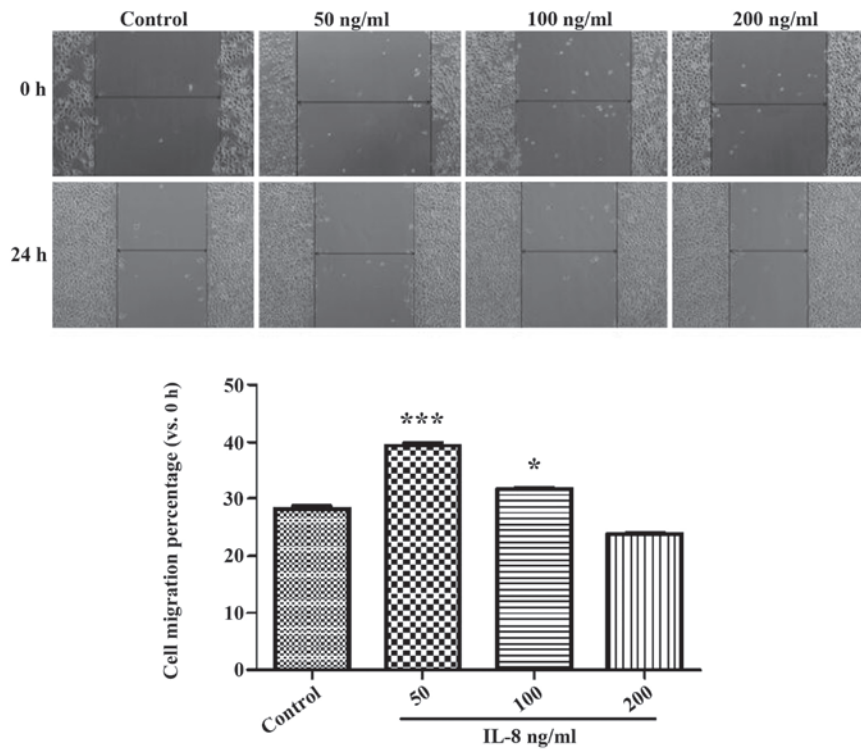 Control 50 ng/ml 100 ng/ml 200 ng/ml
0 h
24 h
Cell migration percentage (vs. 0 h)
50
40
30
20
10
0
***
*
Control 50 100 200
IL-8 ng/ml